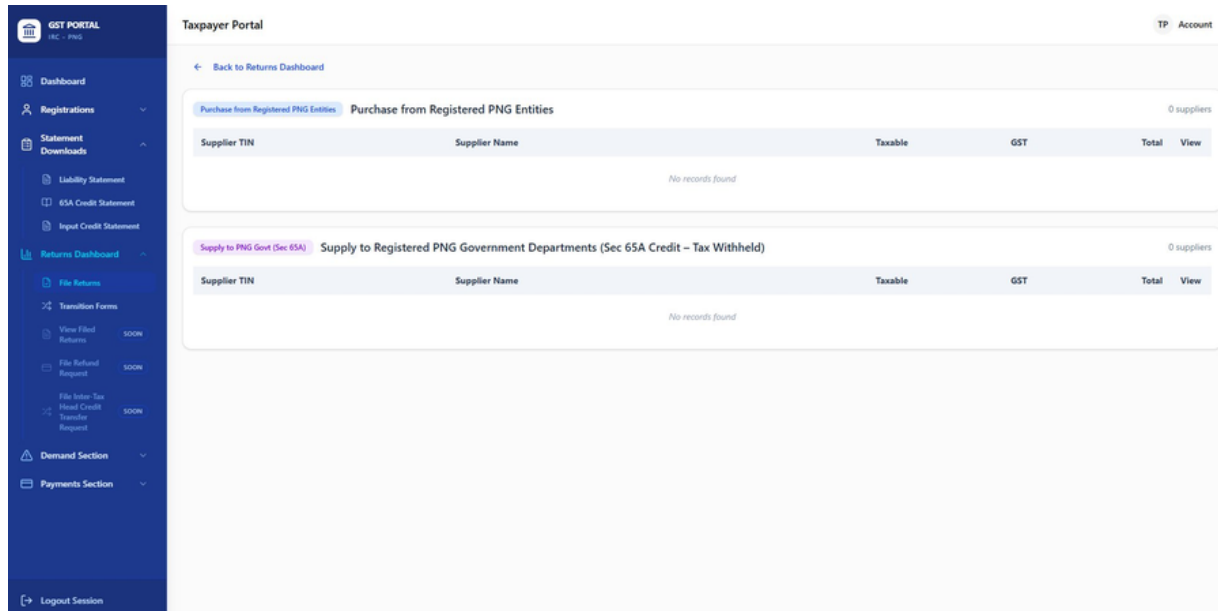 GST PORTAL
IRC - PNG
Dashboard
Registrations
Statement
Downloads
Liability Statement
65A Credit Statement
Input Credit Statement
Returns Dashboard
File Returns
Transition Forms
View Filed
Returns
SOON
File Refund
Request
SOON
File Inter-Tax
Head Credit
Transfer
Request
SOON
Demand Section
Payments Section
Logout Session
Taxpayer Portal
TP Account
← Back to Returns Dashboard
Purchase from Registered PNG Entities Purchase from Registered PNG Entities 0 suppliers
Supplier TIN Supplier Name Taxable GST Total View
No records found
Supply to PNG Govt (Sec 65A) Supply to Registered PNG Government Departments (Sec 65A Credit – Tax Withheld) 0 suppliers
Supplier TIN Supplier Name Taxable GST Total View
No records found